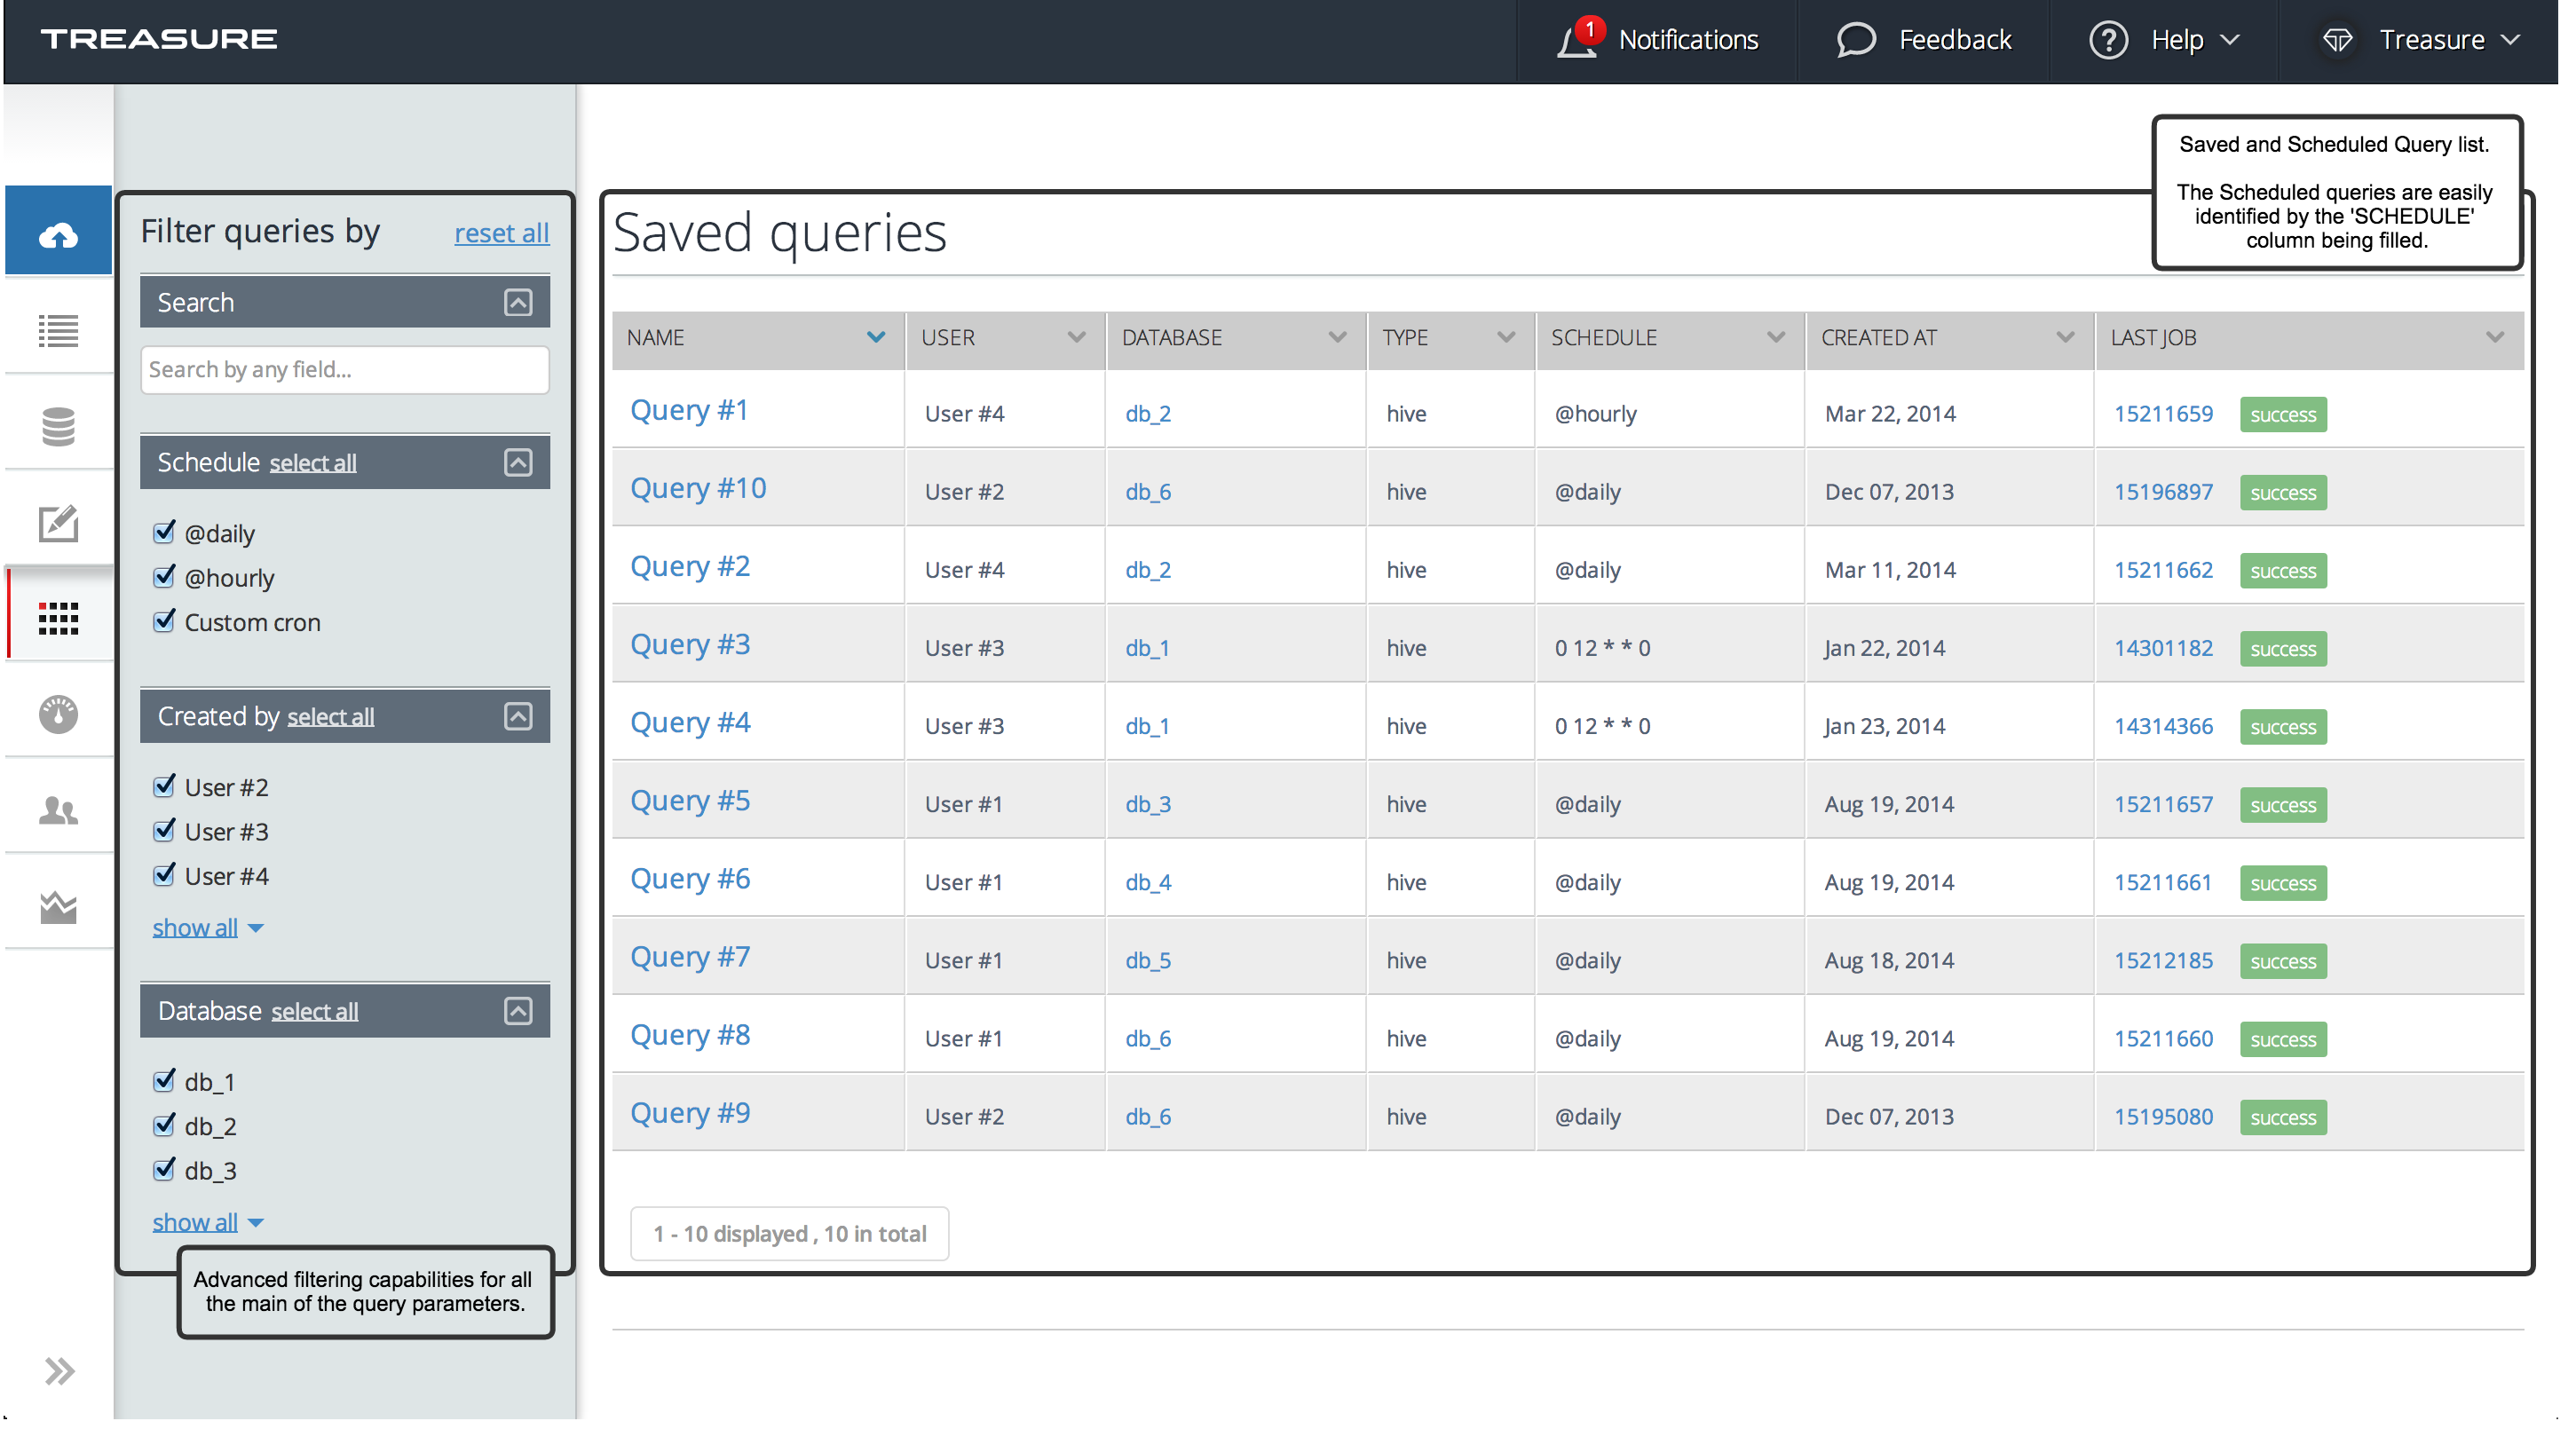 TREASURE
1 Notifications Feedback Help Treasure
Saved and Scheduled Query list.
The Scheduled queries are easily
identified by the 'SCHEDULE'
column being filled.
Filter queries by reset all
Search
Search by any field...
Schedule select all
@daily
@hourly
Custom cron
Created by select all
User #2
User #3
User #4
show all
Database select all
db_1
db_2
db_3
show all
Advanced filtering capabilities for all
the main of the query parameters.
Saved queries
NAME USER DATABASE TYPE SCHEDULE CREATED AT LAST JOB
Query #1 User #4 db_2 hive @hourly Mar 22, 2014 15211659 success
Query #10 User #2 db_6 hive @daily Dec 07, 2013 15196897 success
Query #2 User #4 db_2 hive @daily Mar 11, 2014 15211662 success
Query #3 User #3 db_1 hive 0 12 * * 0 Jan 22, 2014 14301182 success
Query #4 User #3 db_1 hive 0 12 * * 0 Jan 23, 2014 14314366 success
Query #5 User #1 db_3 hive @daily Aug 19, 2014 15211657 success
Query #6 User #1 db_4 hive @daily Aug 19, 2014 15211661 success
Query #7 User #1 db_5 hive @daily Aug 18, 2014 15212185 success
Query #8 User #1 db_6 hive @daily Aug 19, 2014 15211660 success
Query #9 User #2 db_6 hive @daily Dec 07, 2013 15195080 success
1 - 10 displayed , 10 in total